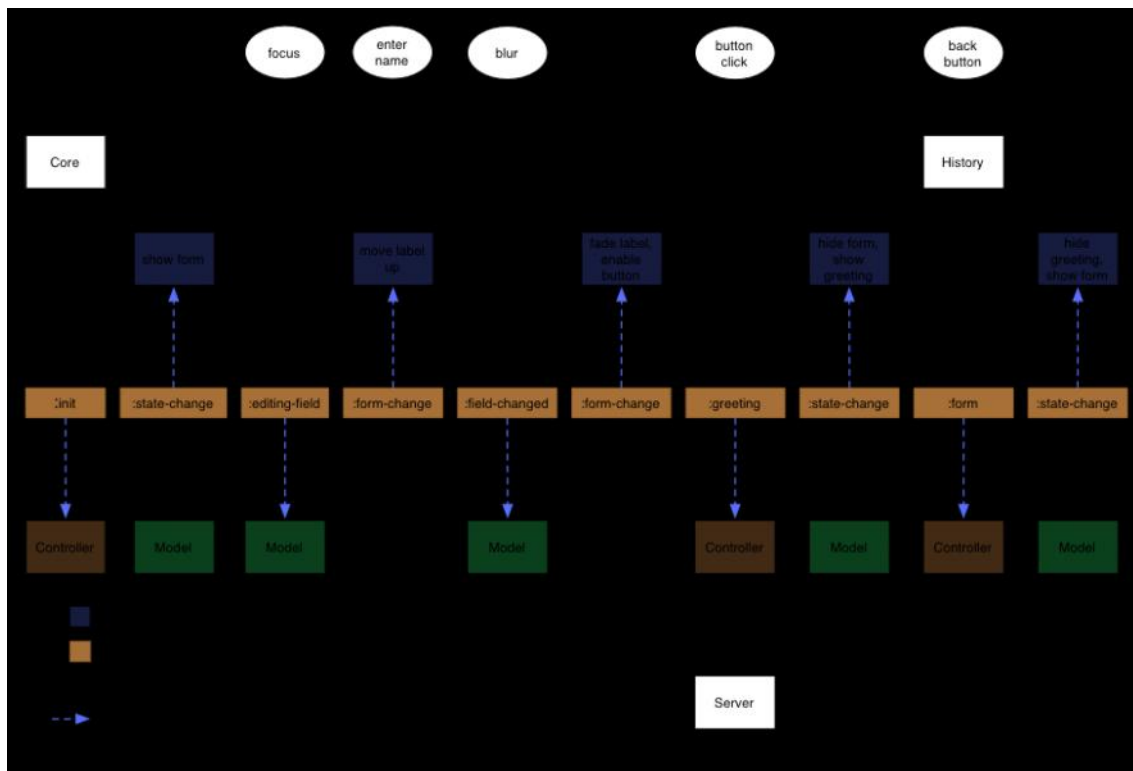 focus
enter
name
blur
button
click
back
button
Core
History
show form
move label
up
fade label,
enable
button
hide form,
show
greeting
hide
greeting,
show form
:init
:state-change
:editing-field
:form-change
:field-changed
:form-change
:greeting
:state-change
:form
:state-change
Controller
Model
Model
Model
Controller
Model
Controller
Model
Server